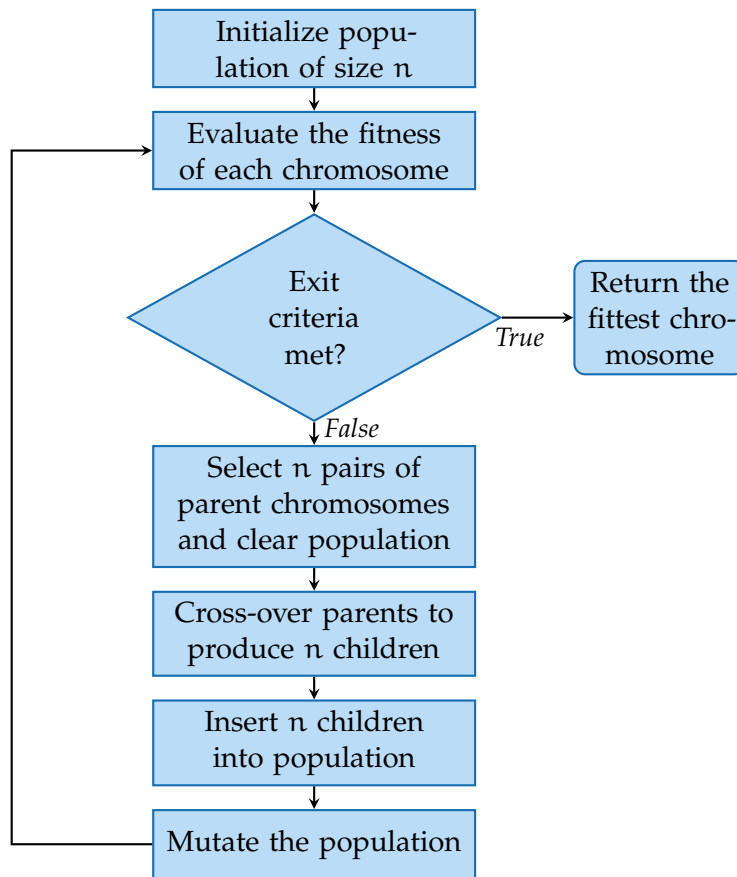 Initialize popu-
lation of size n
Evaluate the fitness
of each chromosome
Exit
criteria
met?
True
Return the
fittest chro-
mosome
False
Select n pairs of
parent chromosomes
and clear population
Cross-over parents to
produce n children
Insert n children
into population
Mutate the population